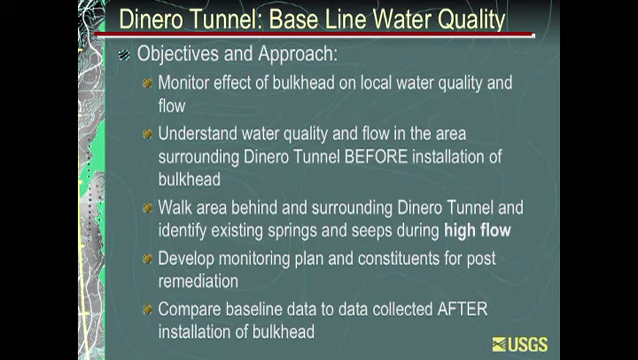 Dinero Tunnel: Base Line Water Quality
Objectives and Approach:
Monitor effect of bulkhead on local water quality and
flow
Understand water quality and flow in the area
surrounding Dinero Tunnel BEFORE installation of
bulkhead
Walk area behind and surrounding Dinero Tunnel and
identify existing springs and seeps during high flow
Develop monitoring plan and constituents for post
remediation
Compare baseline data to data collected AFTER
installation of bulkhead
USGS